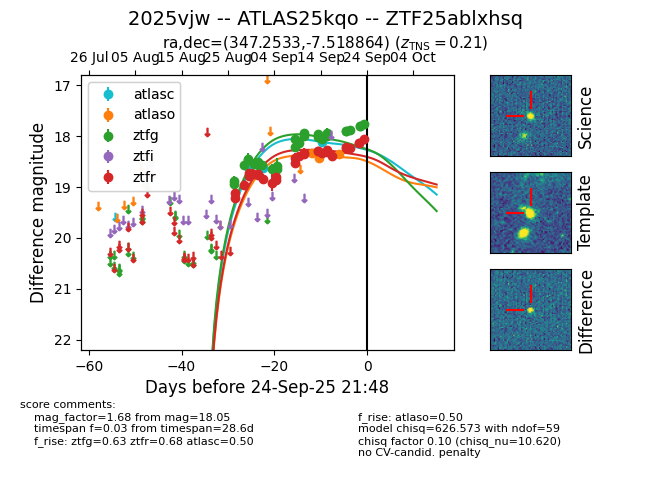 2025vjw -- ATLAS25kqo -- ZTF25ablxhsq
ra,dec=(347.2533,-7.518864) (z_TNS = 0.21)
26 Jul 05 Aug 15 Aug 25 Aug 04 Sep 14 Sep 24 Sep 04 Oct
17
18
19
20
21
22
Difference magnitude
atlasc
atlaso
ztfg
ztfi
ztfr
−60 −40 −20 0
Days before 24-Sep-25 21:48
Science
Template
Difference
score comments:
mag_factor=1.68 from mag=18.05
timespan f=0.03 from timespan=28.6d
f_rise: ztfg=0.63 ztfr=0.68 atlasc=0.50
f_rise: atlaso=0.50
model chisq=626.573 with ndof=59
chisq factor 0.10 (chisq_nu=10.620)
no CV-candid. penalty